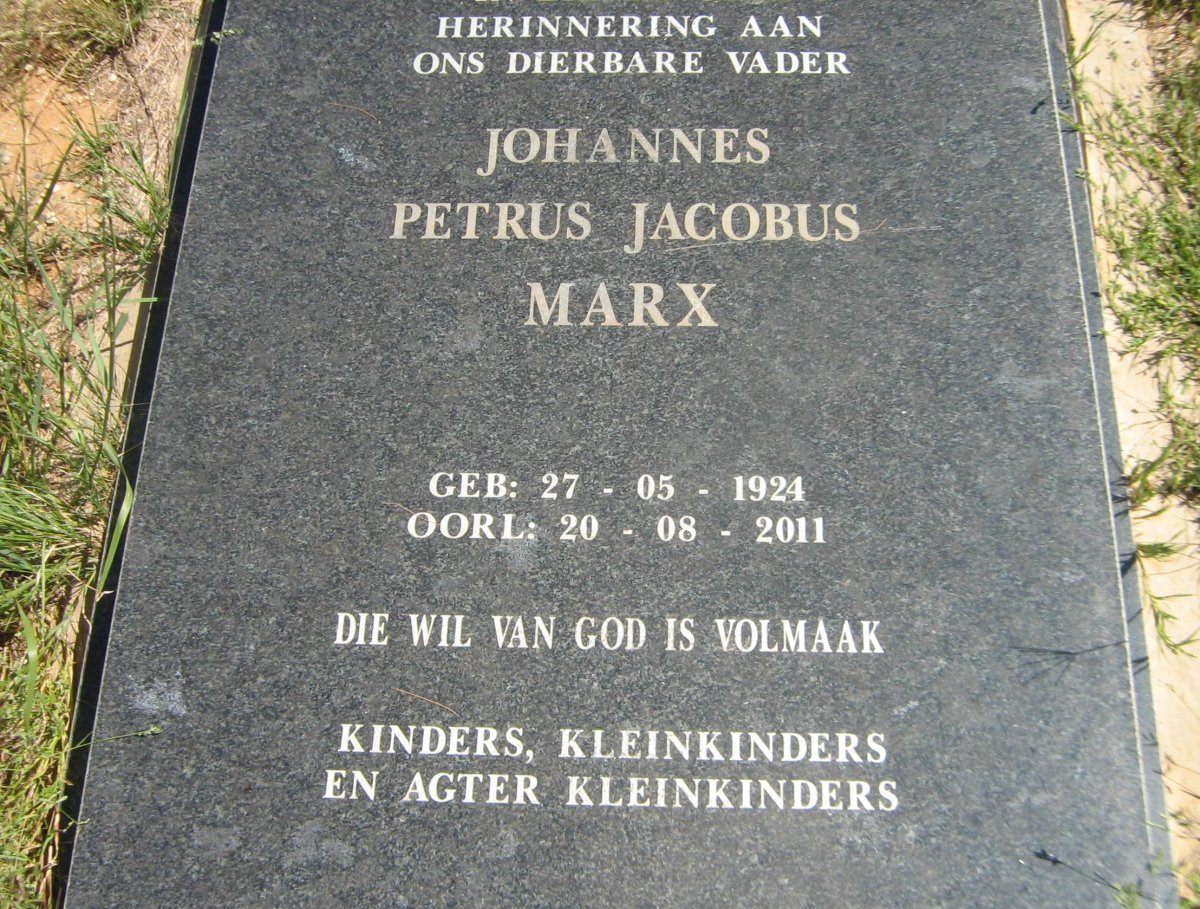 HERINNERING AAN
ONS DIERBARE VADER
JOHANNES
PETRUS JACOBUS
MARX
GEB: 27 - 05 - 1924
OORL: 20 - 08 - 2011
DIE WIL VAN GOD IS VOLMAAK
KINDERS, KLEINKINDERS
EN AGTER KLEINKINDERS